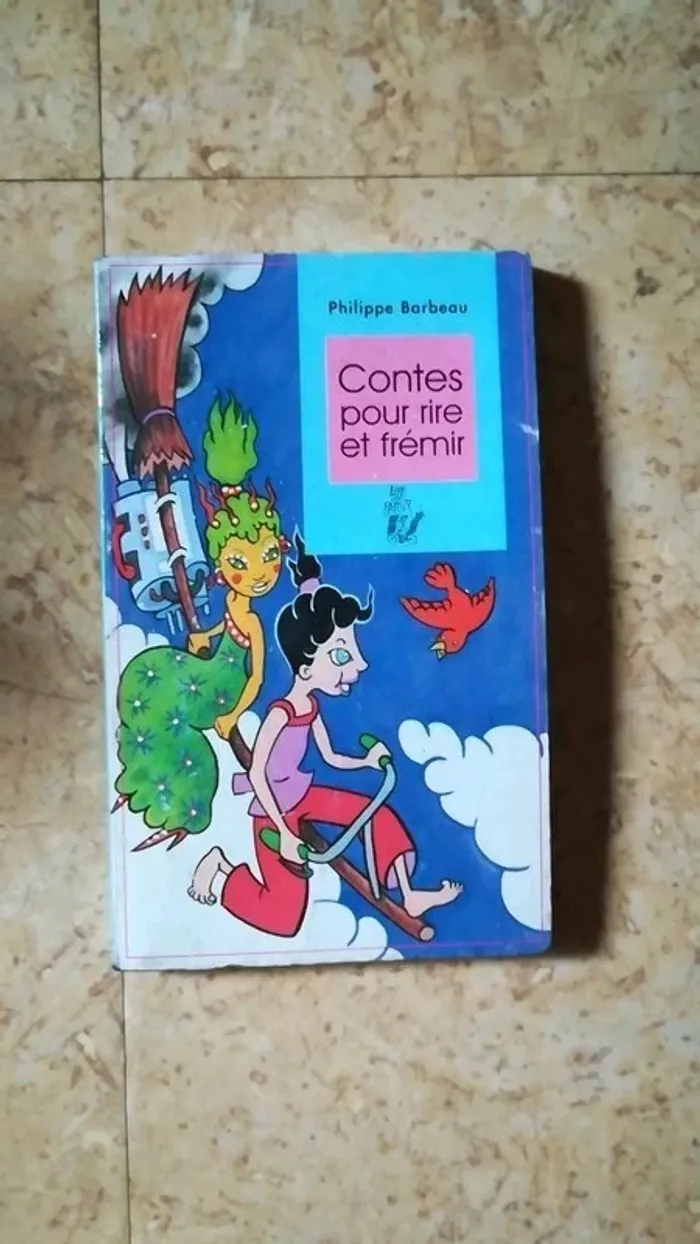 Philippe Barbeau
Contes
pour rire
et frémir